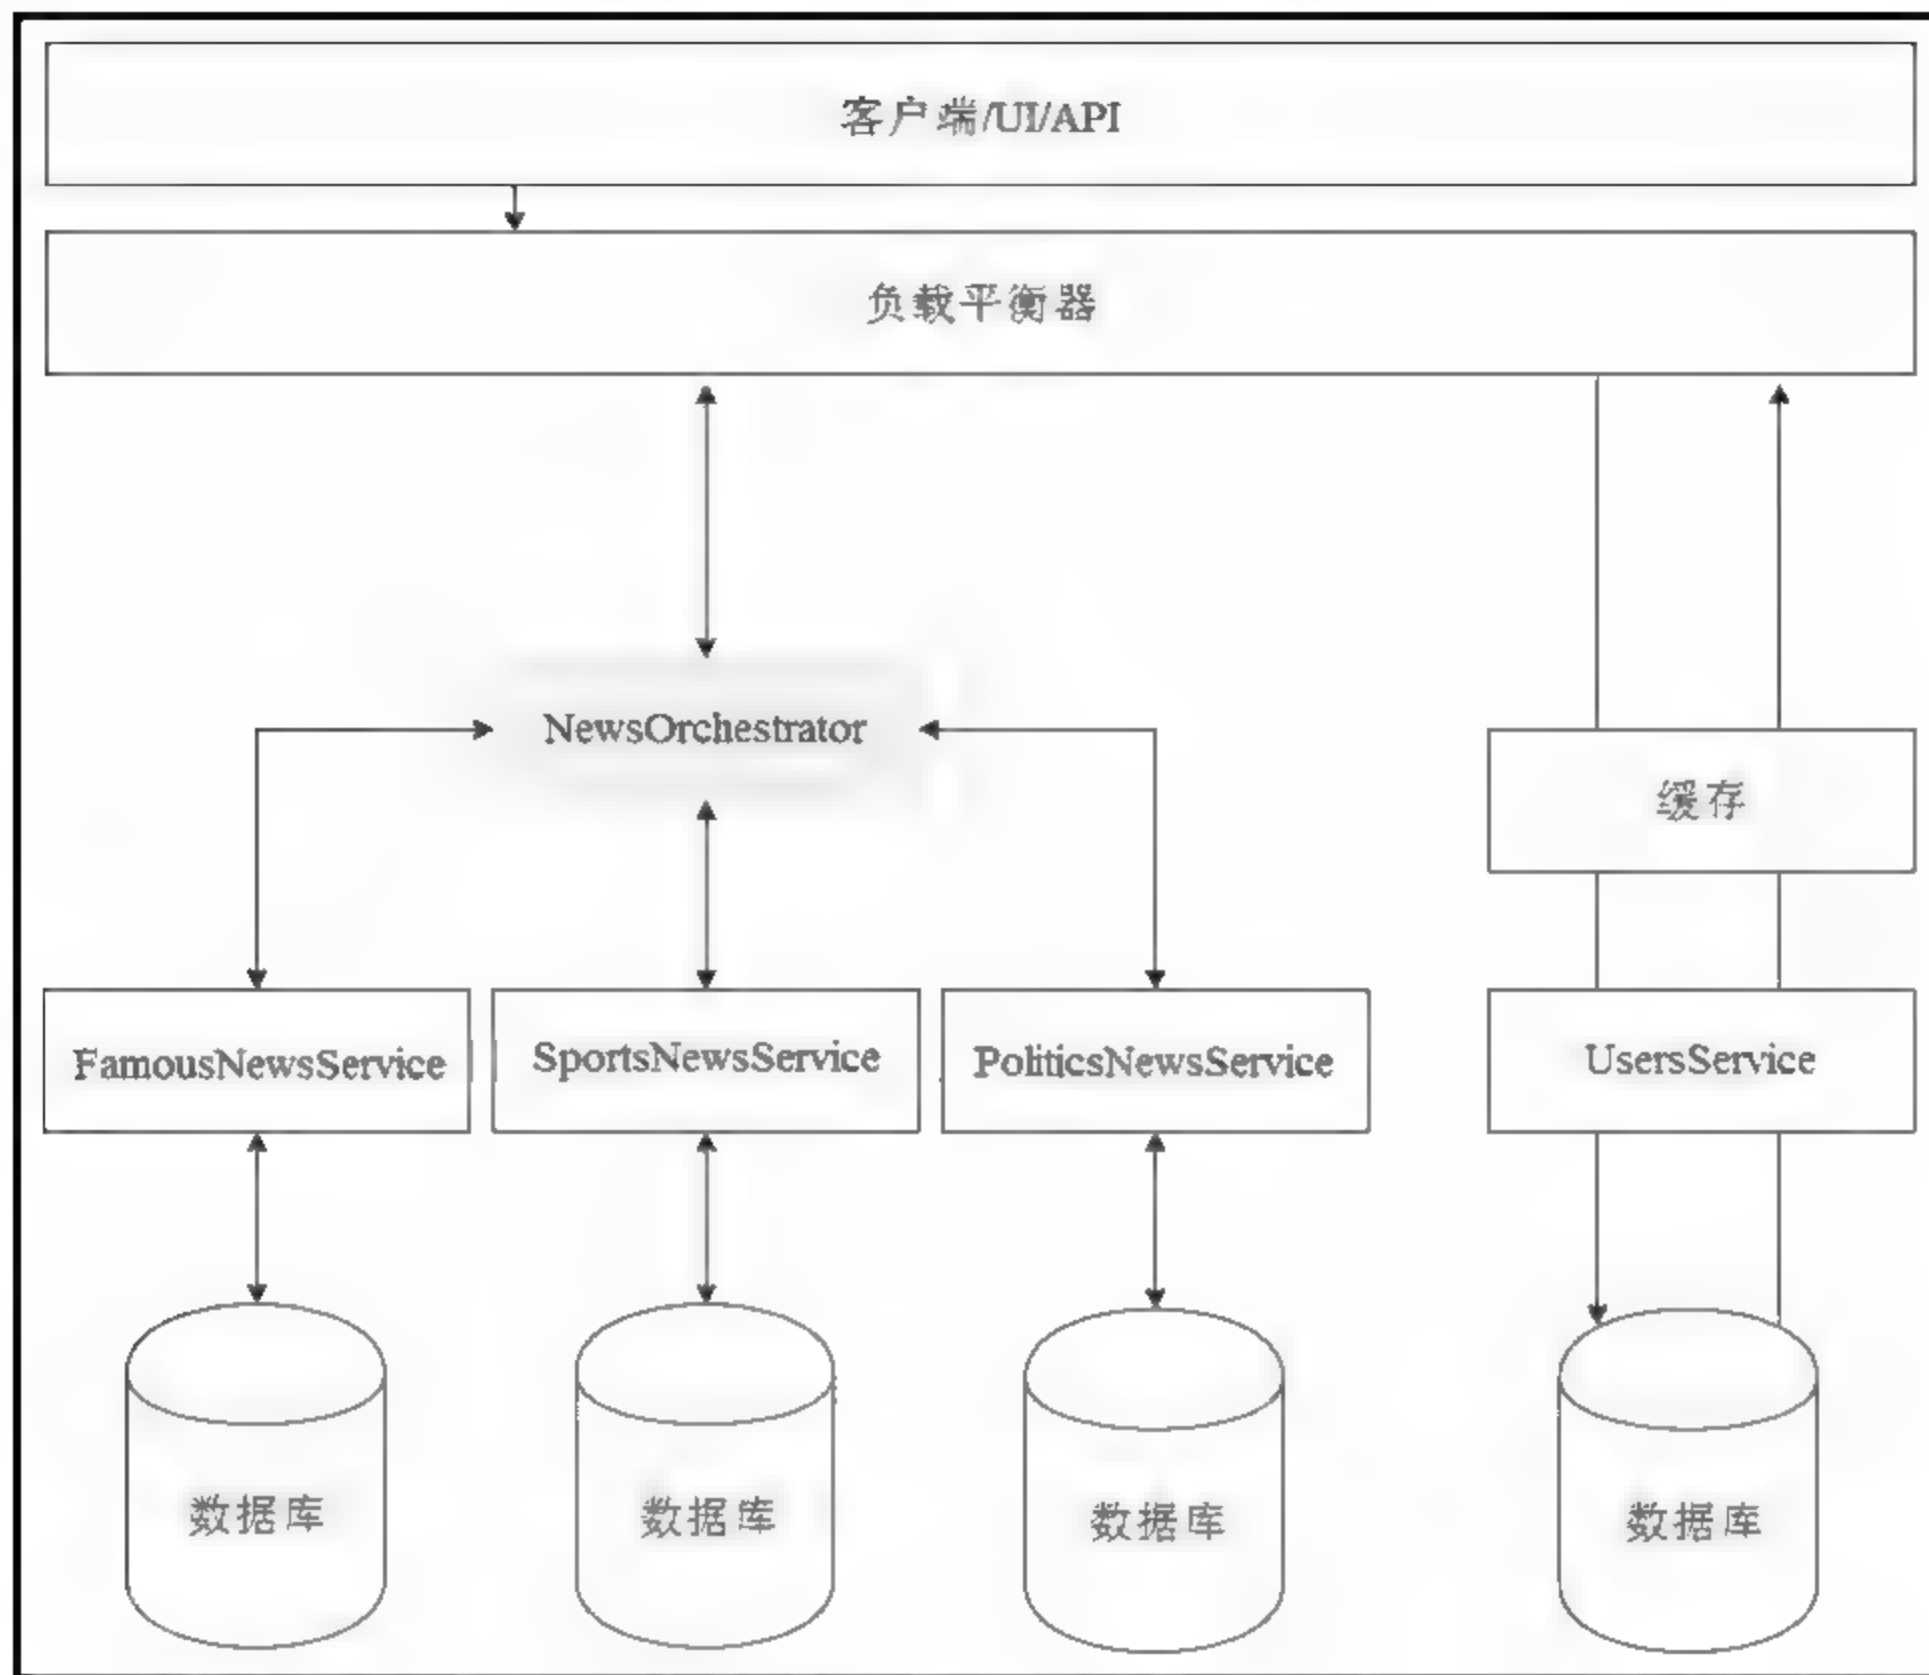 客户端/UI/API
负载平衡器
NewsOrchestrator
缓存
FamousNewsService
SportsNewsService
PoliticsNewsService
UsersService
数据库
数据库
数据库
数据库